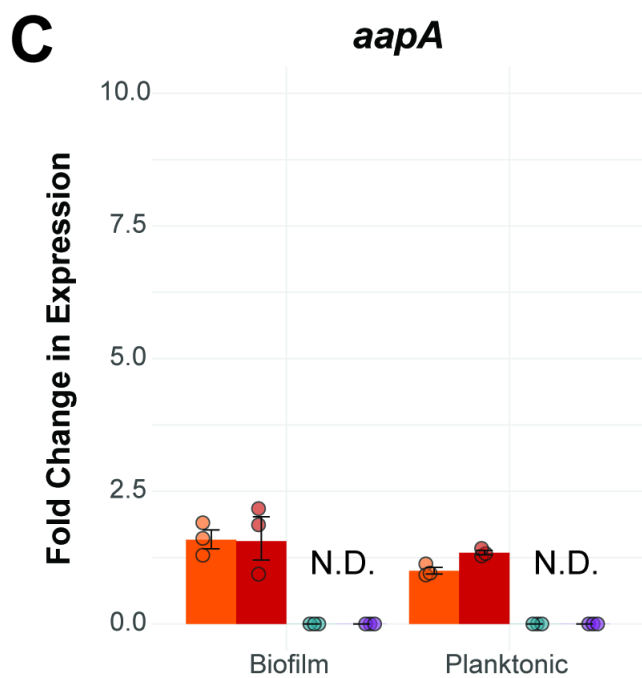 C
aapA
Fold Change in Expression
10.0
7.5
5.0
2.5
0.0
N.D.
N.D.
Biofilm
Planktonic